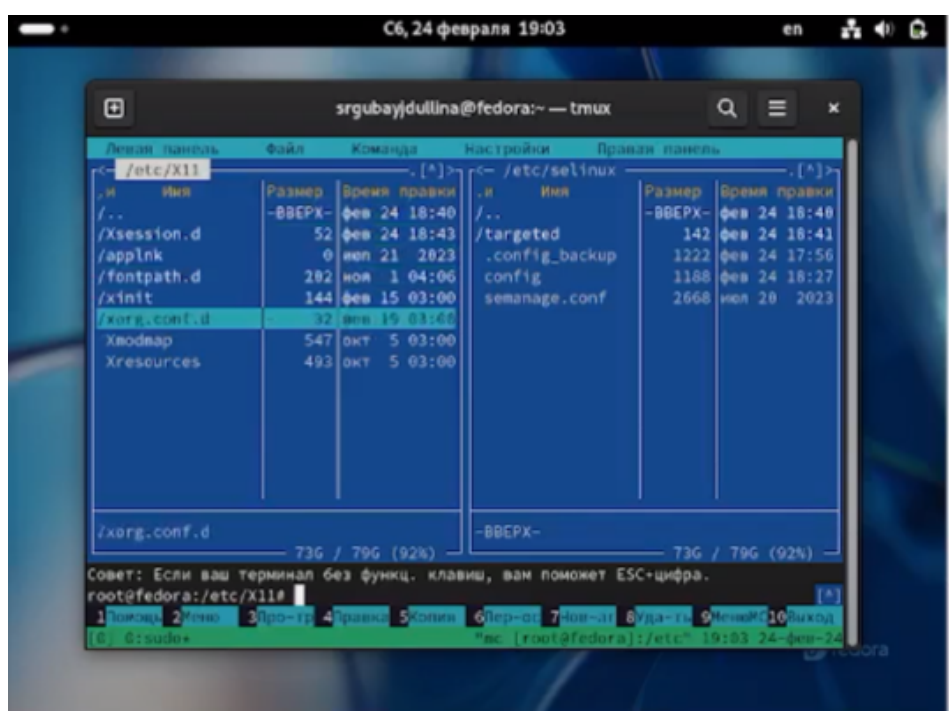 Сб, 24 февраля 19:03 en
srgubayjdullina@fedora:~ — tmux
Левая панель Файл Команда Настройки Правая панель
<— /etc/X11 .[^]> <— /etc/selinux .[^]>
.и Имя Размер Время правки .и Имя Размер Время правки
/.. -ВВЕРХ- фев 24 18:40 /.. -ВВЕРХ- фев 24 18:40
/Xsession.d 52 фев 24 18:43 /targeted 142 фев 24 18:41
/applnk 0 июл 21 2023 .config_backup 1222 фев 24 17:56
/fontpath.d 202 ноя 1 04:06 config 1188 фев 24 18:27
/xinit 144 фев 15 03:00 semanage.conf 2668 июл 20 2023
/xorg.conf.d 32
Xmodmap 547 окт 5 03:00
Xresources 493 окт 5 03:00
/xorg.conf.d -ВВЕРХ-
73G / 79G (92%) 73G / 79G (92%)
Совет: Если ваш терминал без функц. клавиш, вам поможет ESC+цифра.
root@fedora:/etc/X11# [^]
1Помощь 2Меню 3Про~тр 4Правка 5Копия 6Пер~ос 7Нов~ог 8Уда~ть 9МенюMC 10Выход
[0] 0:sudo* "mc [root@fedora]:/etc" 19:03 24-фев-24
fedora